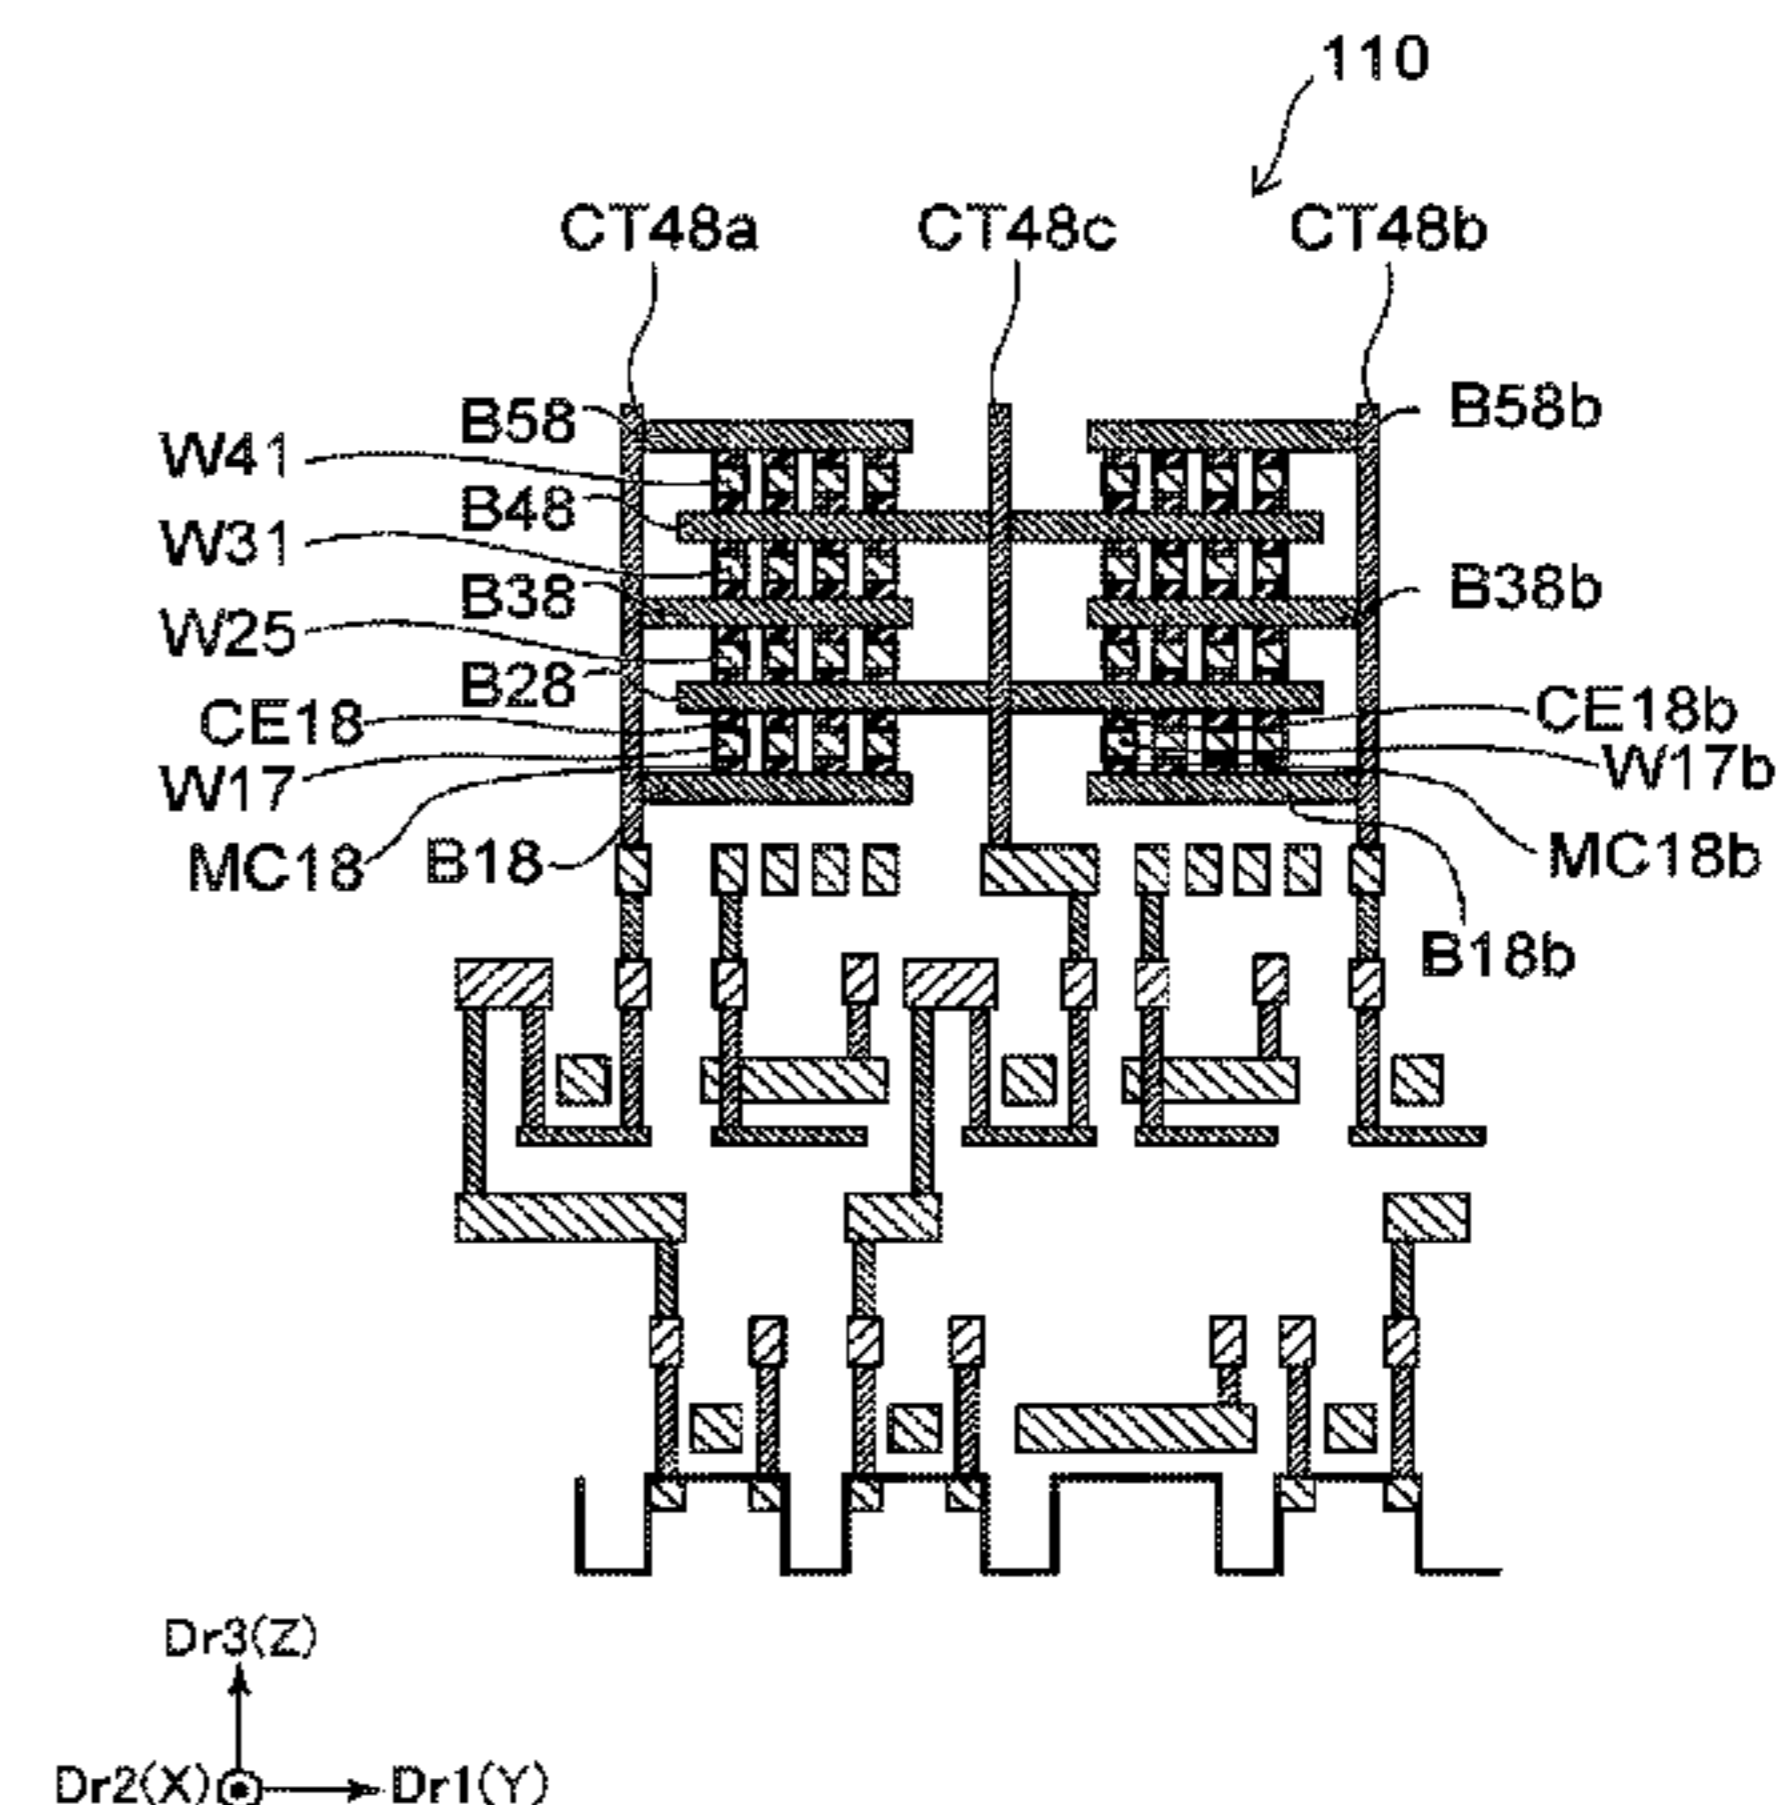 110
CT48a CT48c CT48b
B58 B58b
W41
B48
W31
B38 B38b
W25
B28
CE18 CE18b
W17 W17b
MC18 B18 MC18b
B18b
Dr3(Z)
Dr2(X) Dr1(Y)